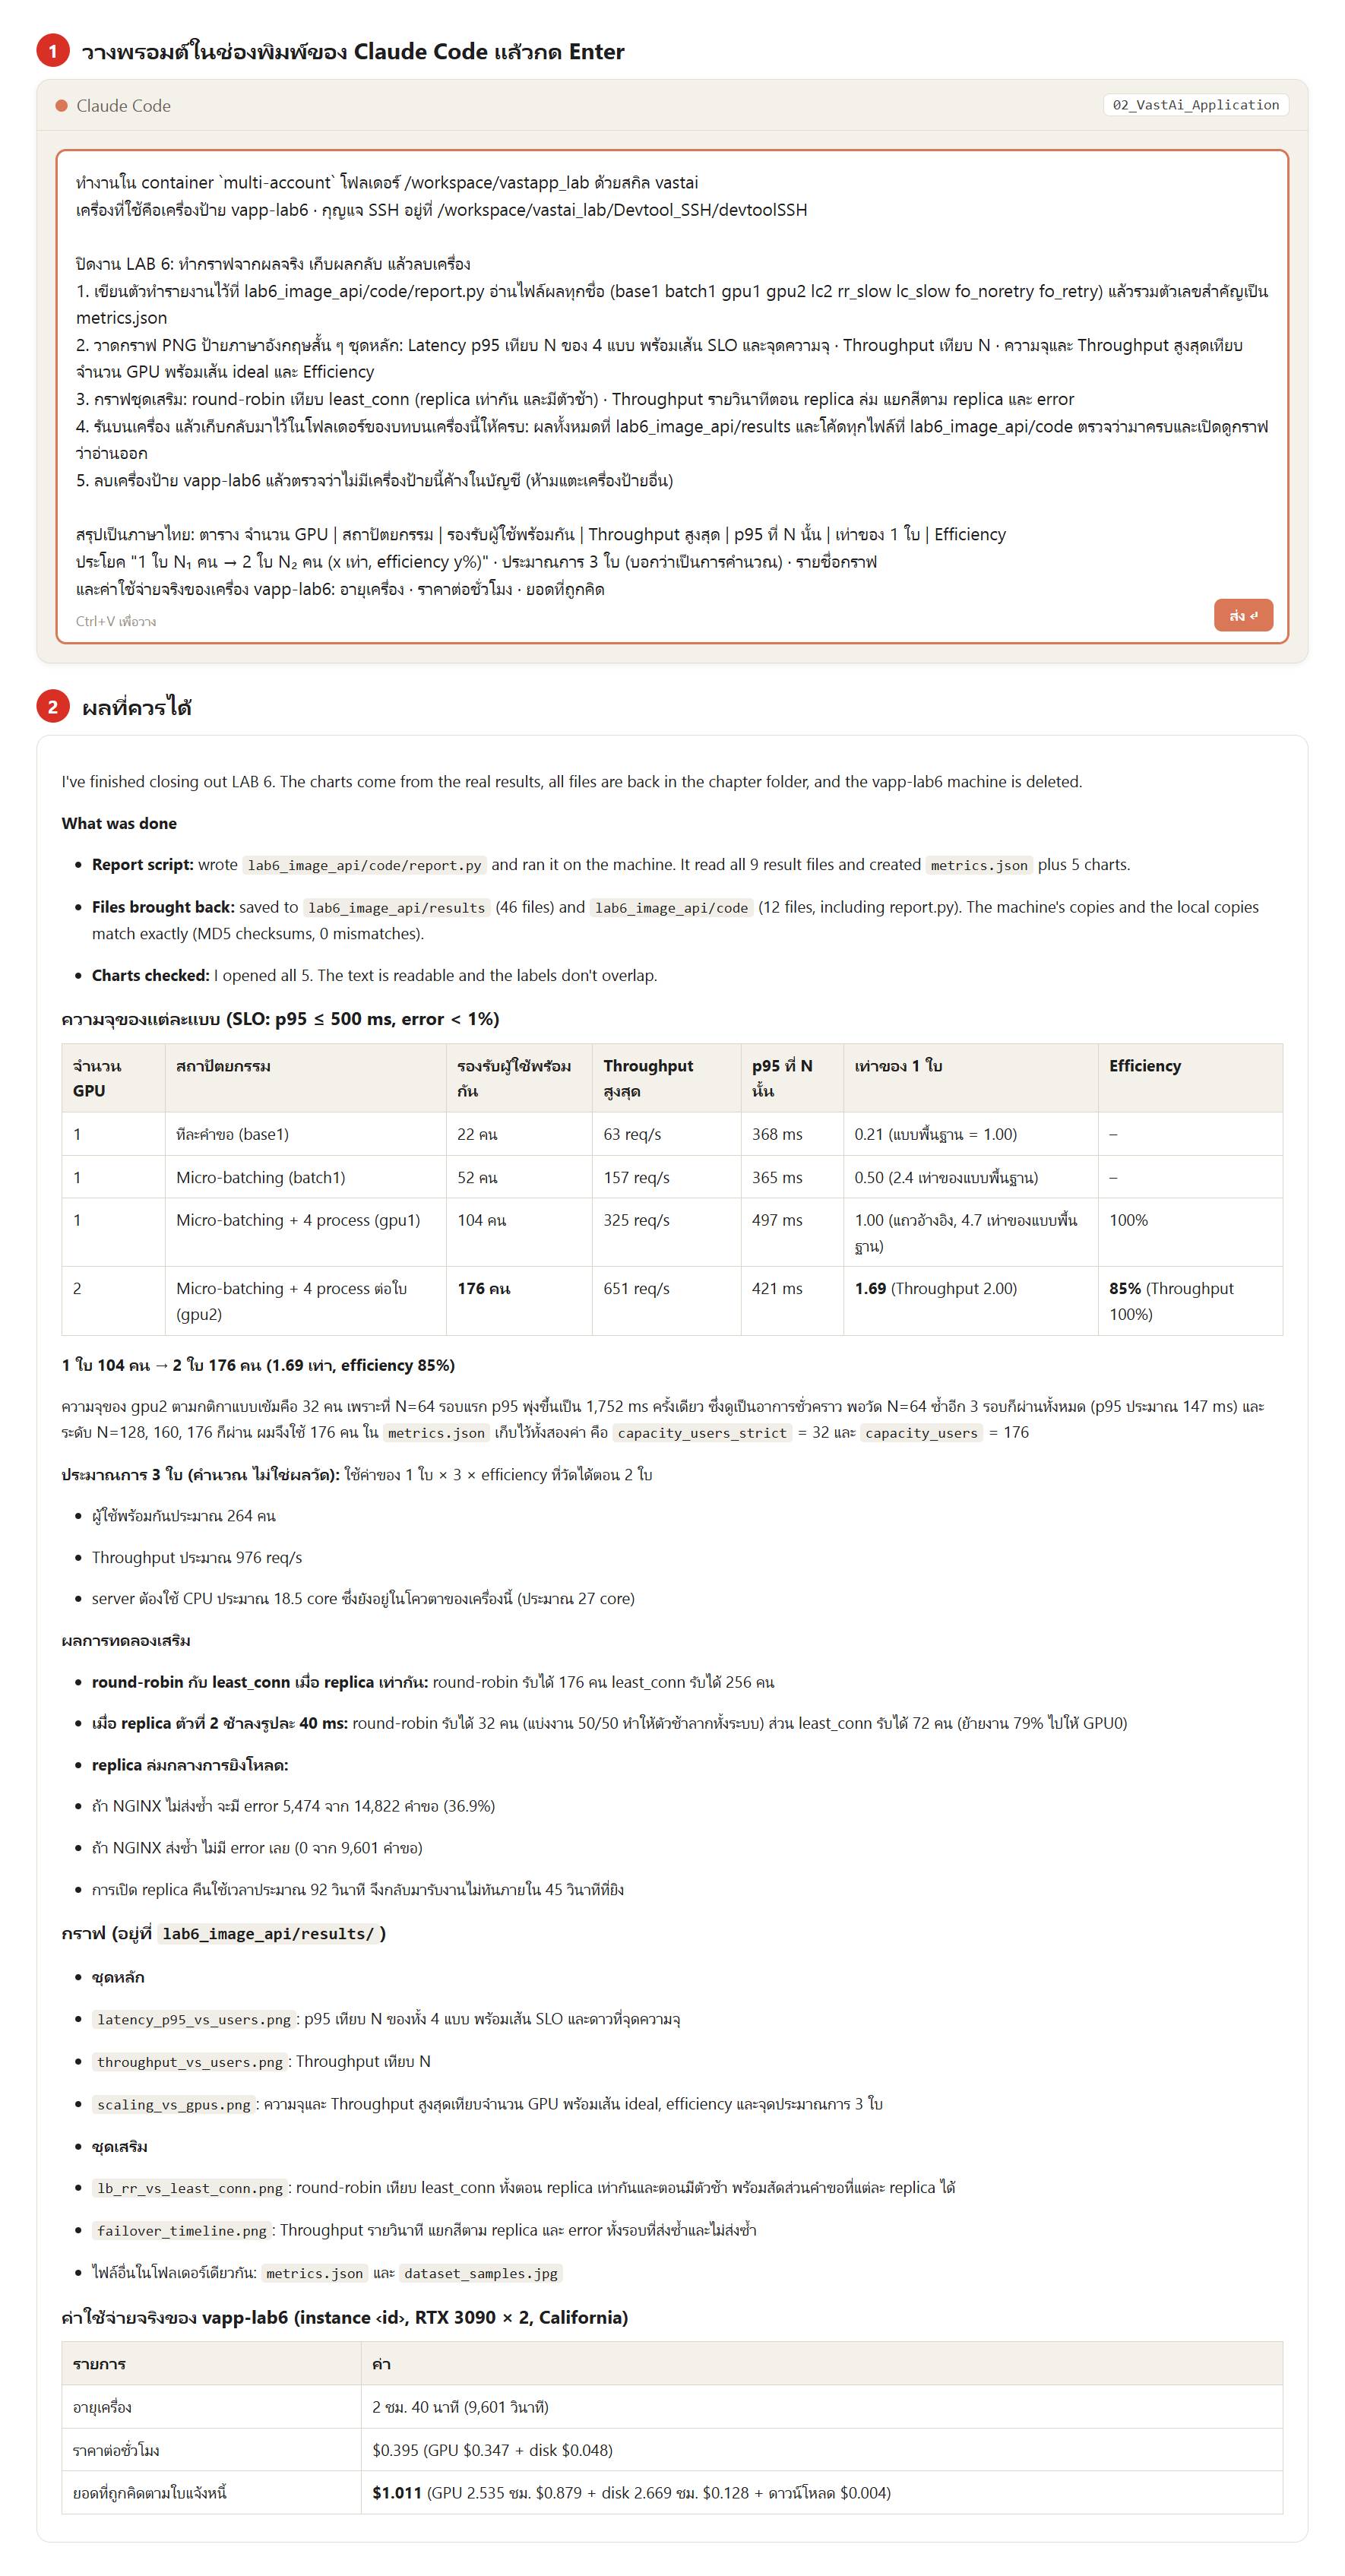 1 วางพรอมต์ในช่องพิมพ์ของ Claude Code แล้วกด Enter
Claude Code
02_VastAi_Application
ทำงานใน container `multi-account` โฟลเดอร์ /workspace/vastapp_lab ด้วยสกิล vastai
เครื่องที่ใช้คือเครื่องป้าย vapp-lab6 · กุญแจ SSH อยู่ที่ /workspace/vastai_lab/Devtool_SSH/devtoolSSH
ปิดงาน LAB 6: ทำกราฟจากผลจริง เก็บผลกลับ แล้วลบเครื่อง
1. เขียนตัวทำรายงานไว้ที่ lab6_image_api/code/report.py อ่านไฟล์ผลทุกชื่อ (base1 batch1 gpu1 gpu2 lc2 rr_slow lc_slow fo_noretry fo_retry) แล้วรวมตัวเลขสำคัญเป็น
metrics.json
2. วาดกราฟ PNG ป้ายภาษาอังกฤษสั้น ๆ ชุดหลัก: Latency p95 เทียบ N ของ 4 แบบ พร้อมเส้น SLO และจุดความจุ · Throughput เทียบ N · ความจุและ Throughput สูงสุดเทียบ
จำนวน GPU พร้อมเส้น ideal และ Efficiency
3. กราฟชุดเสริม: round-robin เทียบ least_conn (replica เท่ากัน และมีตัวช้า) · Throughput รายวินาทีตอน replica ล่ม แยกสีตาม replica และ error
4. รันบนเครื่อง แล้วเก็บกลับมาไว้ในโฟลเดอร์ของบทบนเครื่องนี้ให้ครบ: ผลทั้งหมดที่ lab6_image_api/results และโค้ดทุกไฟล์ที่ lab6_image_api/code ตรวจว่ามาครบและเปิดดูกราฟ
ว่าอ่านออก
5. ลบเครื่องป้าย vapp-lab6 แล้วตรวจว่าไม่มีเครื่องป้ายนี้ค้างในบัญชี (ห้ามแตะเครื่องป้ายอื่น)
สรุปเป็นภาษาไทย: ตาราง จำนวน GPU | สถาปัตยกรรม | รองรับผู้ใช้พร้อมกัน | Throughput สูงสุด | p95 ที่ N นั้น | เท่าของ 1 ใบ | Efficiency
ประโยค "1 ใบ N₁ คน → 2 ใบ N₂ คน (x เท่า, efficiency y%)" · ประมาณการ 3 ใบ (บอกว่าเป็นการคำนวณ) · รายชื่อกราฟ
และค่าใช้จ่ายจริงของเครื่อง vapp-lab6: อายุเครื่อง · ราคาต่อชั่วโมง · ยอดที่ถูกคิด
Ctrl+V เพื่อวาง
ส่ง ⏎
2 ผลที่ควรได้
I've finished closing out LAB 6. The charts come from the real results, all files are back in the chapter folder, and the vapp-lab6 machine is deleted.
What was done
• Report script: wrote lab6_image_api/code/report.py and ran it on the machine. It read all 9 result files and created metrics.json plus 5 charts.
• Files brought back: saved to lab6_image_api/results (46 files) and lab6_image_api/code (12 files, including report.py). The machine's copies and the local copies
match exactly (MD5 checksums, 0 mismatches).
• Charts checked: I opened all 5. The text is readable and the labels don't overlap.
ความจุของแต่ละแบบ (SLO: p95 ≤ 500 ms, error < 1%)
จำนวน GPU | สถาปัตยกรรม | รองรับผู้ใช้พร้อมกัน | Throughput สูงสุด | p95 ที่ N นั้น | เท่าของ 1 ใบ | Efficiency
1 | ทีละคำขอ (base1) | 22 คน | 63 req/s | 368 ms | 0.21 (แบบพื้นฐาน = 1.00) | –
1 | Micro-batching (batch1) | 52 คน | 157 req/s | 365 ms | 0.50 (2.4 เท่าของแบบพื้นฐาน) | –
1 | Micro-batching + 4 process (gpu1) | 104 คน | 325 req/s | 497 ms | 1.00 (แถวอ้างอิง, 4.7 เท่าของแบบพื้นฐาน) | 100%
2 | Micro-batching + 4 process ต่อใบ (gpu2) | 176 คน | 651 req/s | 421 ms | 1.69 (Throughput 2.00) | 85% (Throughput 100%)
1 ใบ 104 คน → 2 ใบ 176 คน (1.69 เท่า, efficiency 85%)
ความจุของ gpu2 ตามกติกาแบบเข้มคือ 32 คน เพราะที่ N=64 รอบแรก p95 พุ่งขึ้นเป็น 1,752 ms ครั้งเดียว ซึ่งดูเป็นอาการชั่วคราว พอวัด N=64 ซ้ำอีก 3 รอบก็ผ่านทั้งหมด (p95 ประมาณ 147 ms) และ
ระดับ N=128, 160, 176 ก็ผ่าน ผมจึงใช้ 176 คน ใน metrics.json เก็บไว้ทั้งสองค่า คือ capacity_users_strict = 32 และ capacity_users = 176
ประมาณการ 3 ใบ (คำนวณ ไม่ใช่ผลวัด): ใช้ค่าของ 1 ใบ × 3 × efficiency ที่วัดได้ตอน 2 ใบ
• ผู้ใช้พร้อมกันประมาณ 264 คน
• Throughput ประมาณ 976 req/s
• server ต้องใช้ CPU ประมาณ 18.5 core ซึ่งยังอยู่ในโควตาของเครื่องนี้ (ประมาณ 27 core)
ผลการทดลองเสริม
• round-robin กับ least_conn เมื่อ replica เท่ากัน: round-robin รับได้ 176 คน least_conn รับได้ 256 คน
• เมื่อ replica ตัวที่ 2 ช้าลงรูปละ 40 ms: round-robin รับได้ 32 คน (แบ่งงาน 50/50 ทำให้ตัวช้าลากทั้งระบบ) ส่วน least_conn รับได้ 72 คน (ย้ายงาน 79% ไปให้ GPU0)
• replica ล่มกลางการยิงโหลด:
• ถ้า NGINX ไม่ส่งซ้ำ จะมี error 5,474 จาก 14,822 คำขอ (36.9%)
• ถ้า NGINX ส่งซ้ำ ไม่มี error เลย (0 จาก 9,601 คำขอ)
• การเปิด replica คืนใช้เวลาประมาณ 92 วินาที จึงกลับมารับงานไม่ทันภายใน 45 วินาทีที่ยิง
กราฟ (อยู่ที่ lab6_image_api/results/)
• ชุดหลัก
• latency_p95_vs_users.png: p95 เทียบ N ของทั้ง 4 แบบ พร้อมเส้น SLO และดาวที่จุดความจุ
• throughput_vs_users.png: Throughput เทียบ N
• scaling_vs_gpus.png: ความจุและ Throughput สูงสุดเทียบจำนวน GPU พร้อมเส้น ideal, efficiency และจุดประมาณการ 3 ใบ
• ชุดเสริม
• lb_rr_vs_least_conn.png: round-robin เทียบ least_conn ทั้งตอน replica เท่ากันและตอนมีตัวช้า พร้อมสัดส่วนคำขอที่แต่ละ replica ได้
• failover_timeline.png: Throughput รายวินาที แยกสีตาม replica และ error ทั้งรอบที่ส่งซ้ำและไม่ส่งซ้ำ
• ไฟล์อื่นในโฟลเดอร์เดียวกัน: metrics.json และ dataset_samples.jpg
ค่าใช้จ่ายจริงของ vapp-lab6 (instance ‹id›, RTX 3090 × 2, California)
รายการ | ค่า
อายุเครื่อง | 2 ชม. 40 นาที (9,601 วินาที)
ราคาต่อชั่วโมง | $0.395 (GPU $0.347 + disk $0.048)
ยอดที่ถูกคิดตามใบแจ้งหนี้ | $1.011 (GPU 2.535 ชม. $0.879 + disk 2.669 ชม. $0.128 + ดาวน์โหลด $0.004)